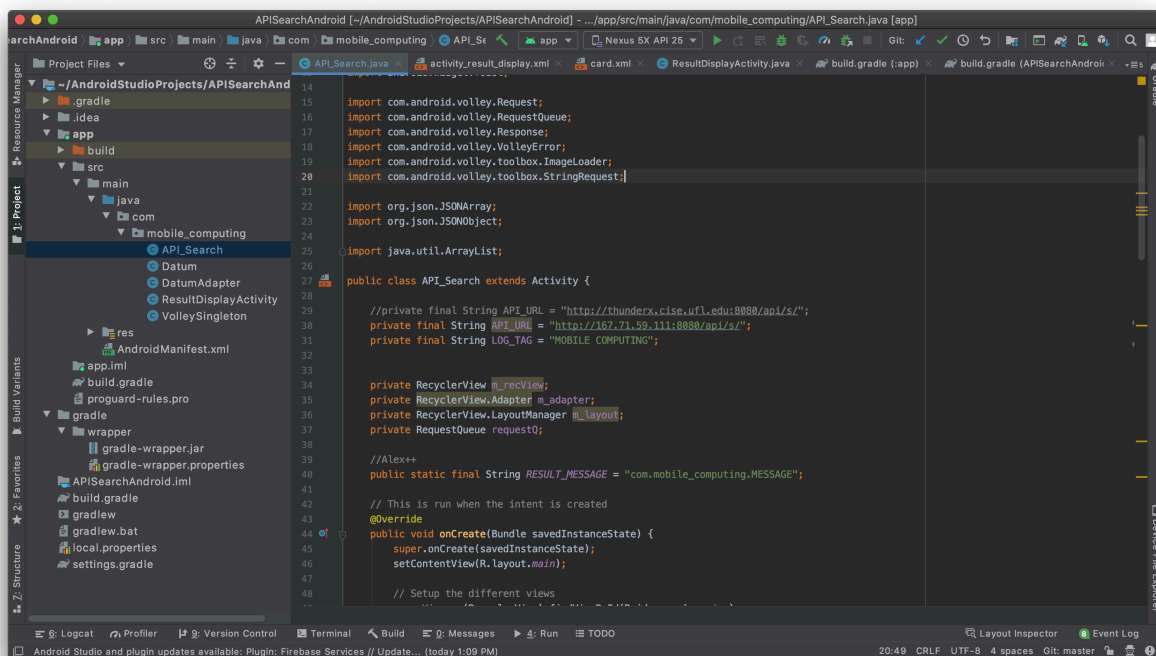 APISearchAndroid [~/AndroidStudioProjects/APISearchAndroid] - .../app/src/main/java/com/mobile_computing/API_Search.java [app]
archAndroid app src main java com mobile_computing API_Se app Nexus 5X API 25 Git:
Project Files
API_Search.java activity_result_display.xml card.xml ResultDisplayActivity.java build.gradle (:app) build.gradle (APISearchAndroid)
Resource Manager
1: Project
Build Variants
2: Favorites
7: Structure
~/AndroidStudioProjects/APISearchAnd
.gradle
.idea
app
build
src
main
java
com
mobile_computing
API_Search
Datum
DatumAdapter
ResultDisplayActivity
VolleySingleton
res
AndroidManifest.xml
app.iml
build.gradle
proguard-rules.pro
gradle
wrapper
gradle-wrapper.jar
gradle-wrapper.properties
APISearchAndroid.iml
build.gradle
gradlew
gradlew.bat
local.properties
settings.gradle
14
15 import com.android.volley.Request;
16 import com.android.volley.RequestQueue;
17 import com.android.volley.Response;
18 import com.android.volley.VolleyError;
19 import com.android.volley.toolbox.ImageLoader;
20 import com.android.volley.toolbox.StringRequest;
21
22 import org.json.JSONArray;
23 import org.json.JSONObject;
24
25 import java.util.ArrayList;
26
27 public class API_Search extends Activity {
28
29 //private final String API_URL = "http://thunderx.cise.ufl.edu:8080/api/s/";
30 private final String API_URL = "http://167.71.59.111:8080/api/s/";
31 private final String LOG_TAG = "MOBILE COMPUTING";
32
33
34 private RecyclerView m_recView;
35 private RecyclerView.Adapter m_adapter;
36 private RecyclerView.LayoutManager m_layout;
37 private RequestQueue requestQ;
38
39 //Alex++
40 public static final String RESULT_MESSAGE = "com.mobile_computing.MESSAGE";
41
42 // This is run when the intent is created
43 @Override
44 public void onCreate(Bundle savedInstanceState) {
45 super.onCreate(savedInstanceState);
46 setContentView(R.layout.main);
47
48 // Setup the different views
6: Logcat Profiler 9: Version Control Terminal Build 0: Messages 4: Run TODO Layout Inspector 8 Event Log
Android Studio and plugin updates available: Plugin: Firebase Services // Update... (today 1:09 PM) 20:49 CRLF UTF-8 4 spaces Git: master